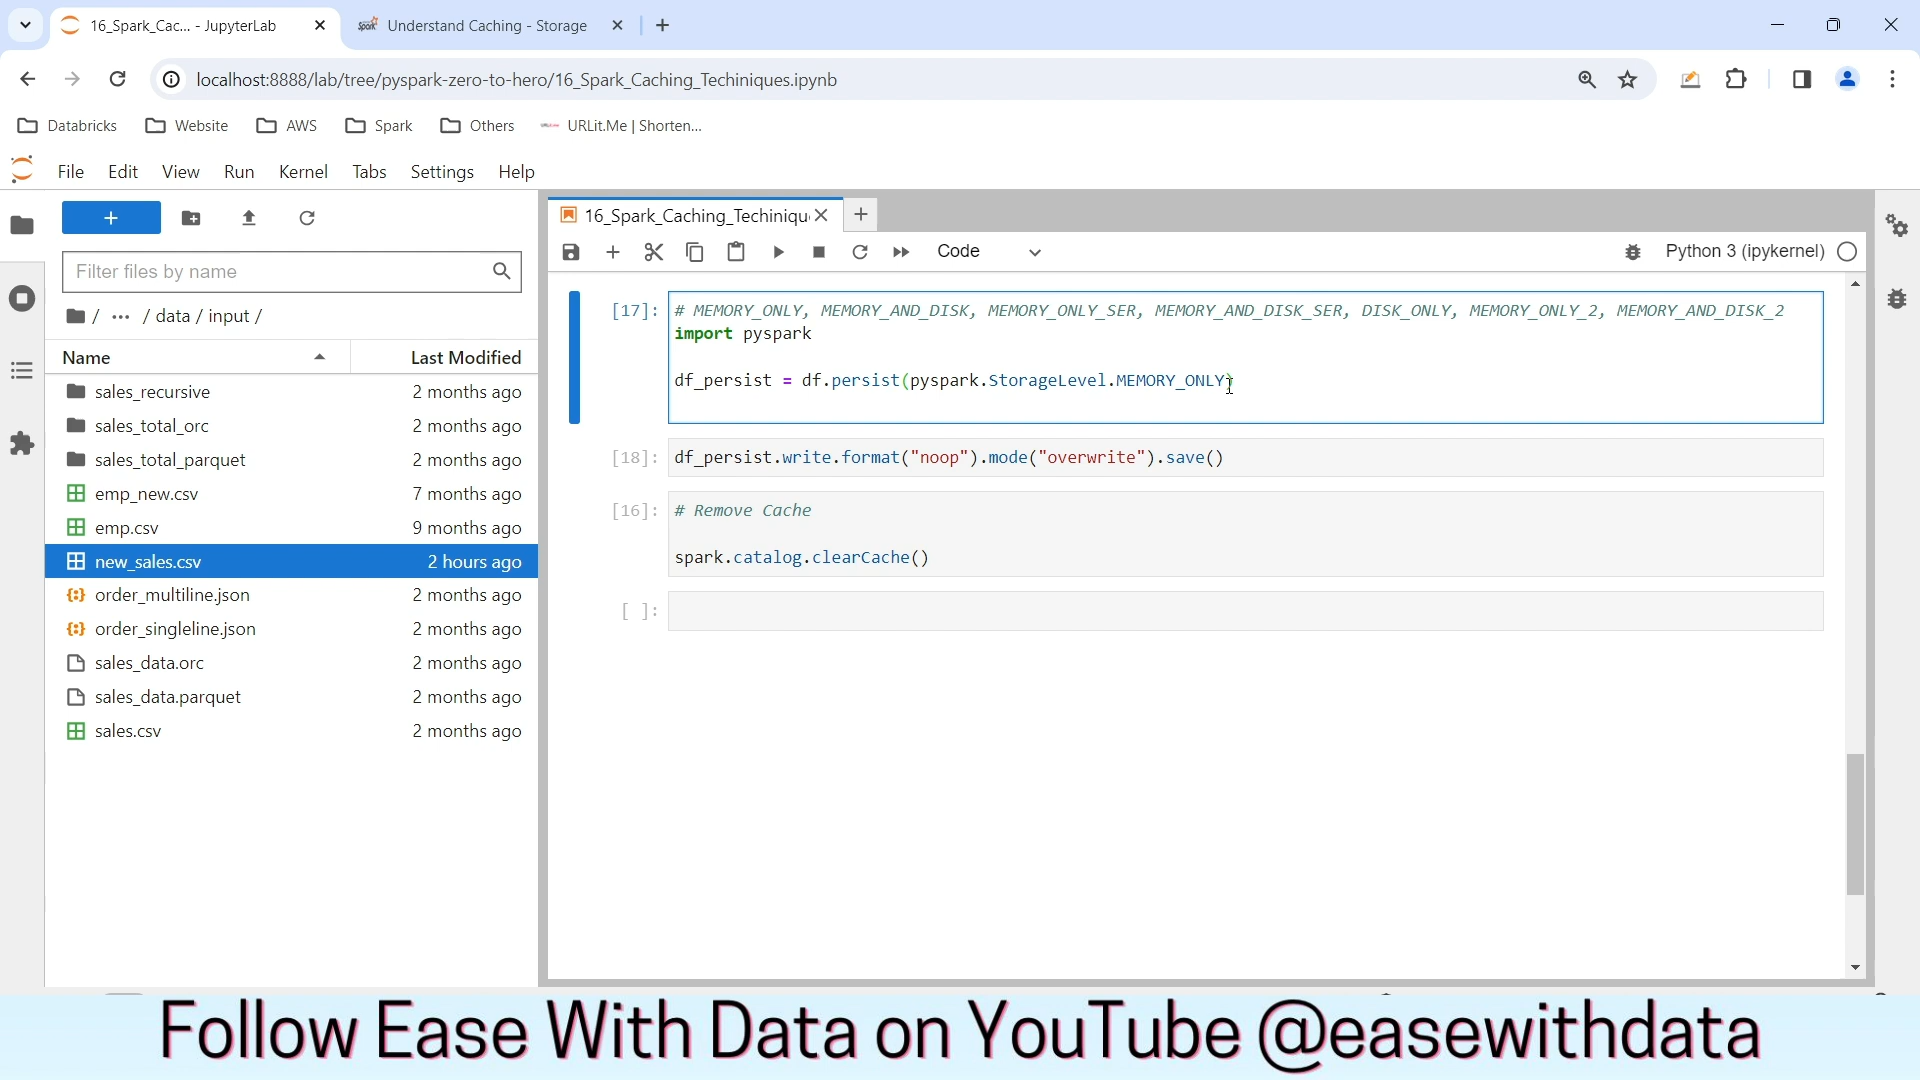 16_Spark_Cac... - JupyterLab
Understand Caching - Storage
localhost:8888/lab/tree/pyspark-zero-to-hero/16_Spark_Caching_Techiniques.ipynb
Databricks Website AWS Spark Others URLit.Me | Shorten...
File Edit View Run Kernel Tabs Settings Help
Filter files by name
/ ... / data / input /
Name Last Modified
sales_recursive 2 months ago
sales_total_orc 2 months ago
sales_total_parquet 2 months ago
emp_new.csv 7 months ago
emp.csv 9 months ago
new_sales.csv 2 hours ago
order_multiline.json 2 months ago
order_singleline.json 2 months ago
sales_data.orc 2 months ago
sales_data.parquet 2 months ago
sales.csv 2 months ago
16_Spark_Caching_Techiniqu
Code Python 3 (ipykernel)
[17]: # MEMORY_ONLY, MEMORY_AND_DISK, MEMORY_ONLY_SER, MEMORY_AND_DISK_SER, DISK_ONLY, MEMORY_ONLY_2, MEMORY_AND_DISK_2
import pyspark
df_persist = df.persist(pyspark.StorageLevel.MEMORY_ONLY)
[18]: df_persist.write.format("noop").mode("overwrite").save()
[16]: # Remove Cache
spark.catalog.clearCache()
[ ]:
Follow Ease With Data on YouTube @easewithdata